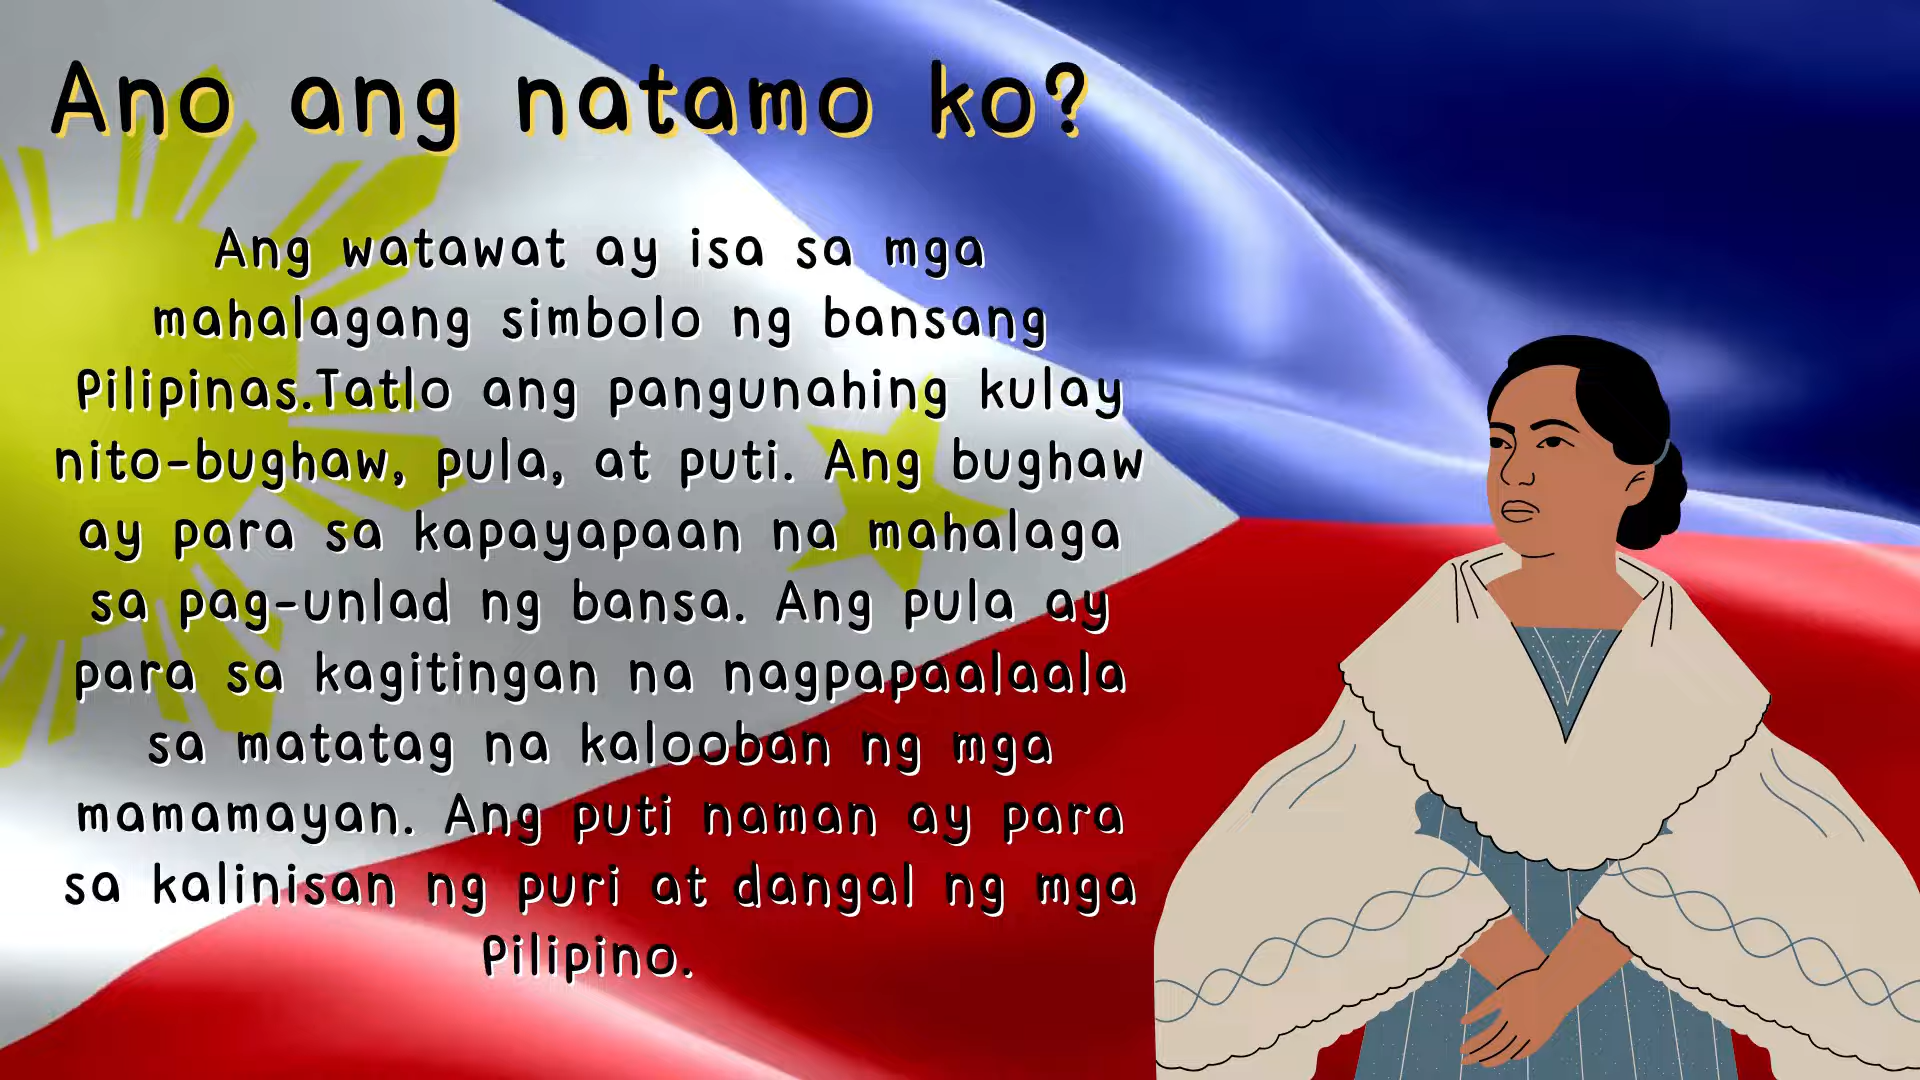 Ano ang natamo ko?
Ang watawat ay isa sa mga
mahalagang simbolo ng bansang
Pilipinas.Tatlo ang pangunahing kulay
nito-bughaw, pula, at puti. Ang bughaw
ay para sa kapayapaan na mahalaga
sa pag-unlad ng bansa. Ang pula ay
para sa kagitingan na nagpapaalaala
sa matatag na kalooban ng mga
mamamayan. Ang puti naman ay para
sa kalinisan ng puri at dangal ng mga
Pilipino.